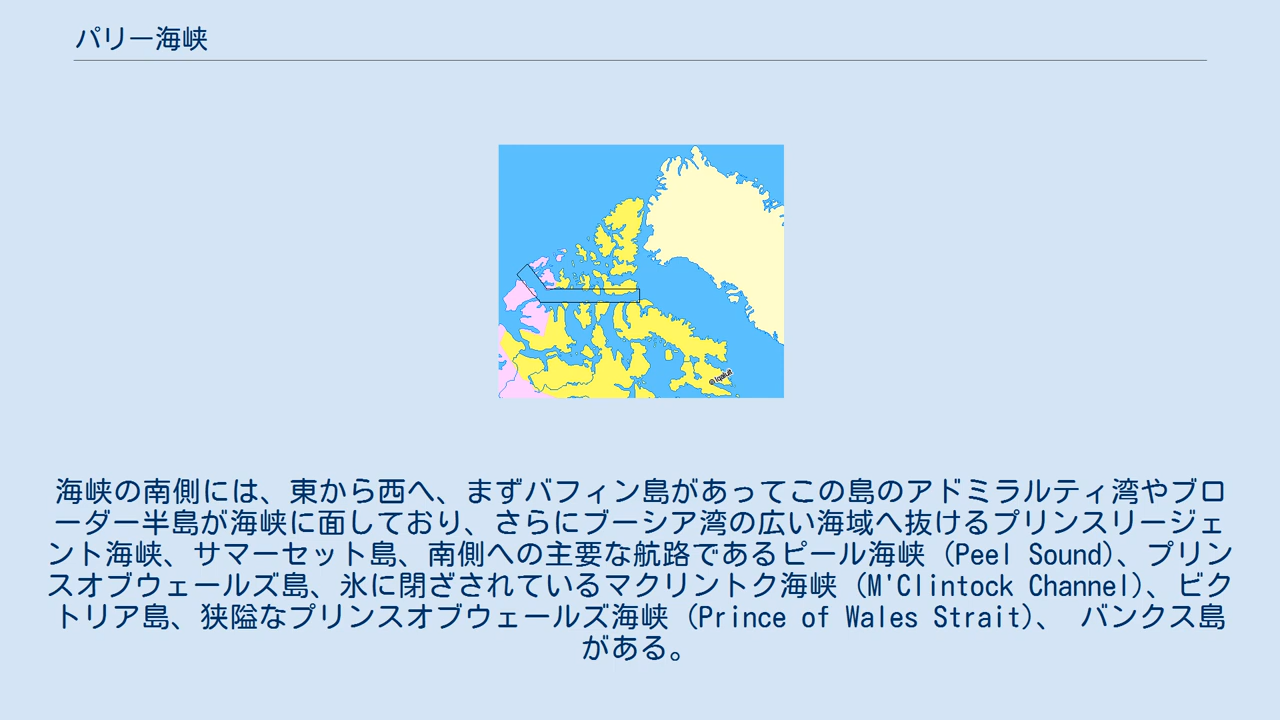 パリー海峡
Iqaluit
海峡の南側には、東から西へ、まずバフィン島があってこの島のアドミラルティ湾やブロ
ーダー半島が海峡に面しており、さらにブーシア湾の広い海域へ抜けるプリンスリージェ
ント海峡、サマーセット島、南側への主要な航路であるピール海峡 (Peel Sound)、プリン
スオブウェールズ島、氷に閉ざされているマクリントク海峡 (M'Clintock Channel)、ビク
トリア島、狭隘なプリンスオブウェールズ海峡 (Prince of Wales Strait)、 バンクス島
がある。